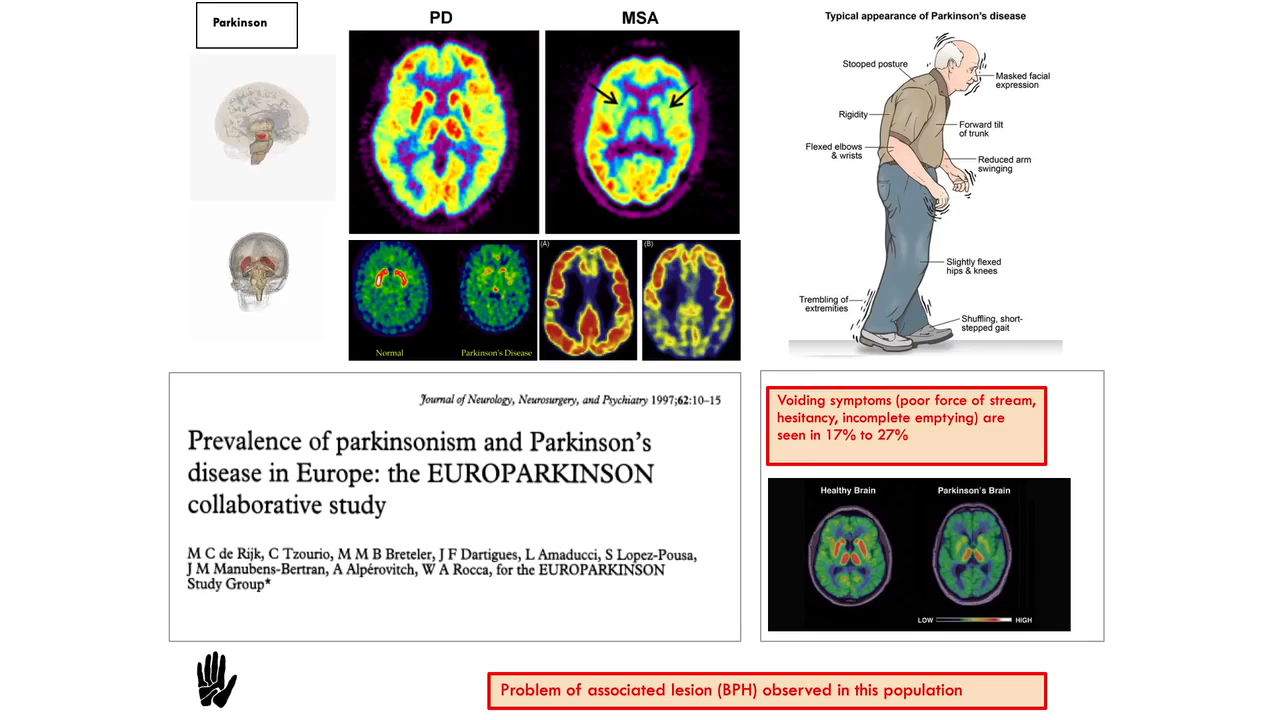 Parkinson
PD
MSA
(A)
(B)
Normal
Parkinson's Disease
Typical appearance of Parkinson's disease
Stooped posture
Masked facial
expression
Rigidity
Forward tilt
of trunk
Flexed elbows
& wrists
Reduced arm
swinging
Slightly flexed
hips & knees
Trembling of
extremities
Shuffling, short-
stepped gait
Journal of Neurology, Neurosurgery, and Psychiatry 1997;62:10–15
Prevalence of parkinsonism and Parkinson's
disease in Europe: the EUROPARKINSON
collaborative study
M C de Rijk, C Tzourio, M M B Breteler, J F Dartigues, L Amaducci, S Lopez-Pousa,
J M Manubens-Bertran, A Alpérovitch, W A Rocca, for the EUROPARKINSON
Study Group*
Voiding symptoms (poor force of stream,
hesitancy, incomplete emptying) are
seen in 17% to 27%
Healthy Brain
Parkinson's Brain
LOW
HIGH
Problem of associated lesion (BPH) observed in this population